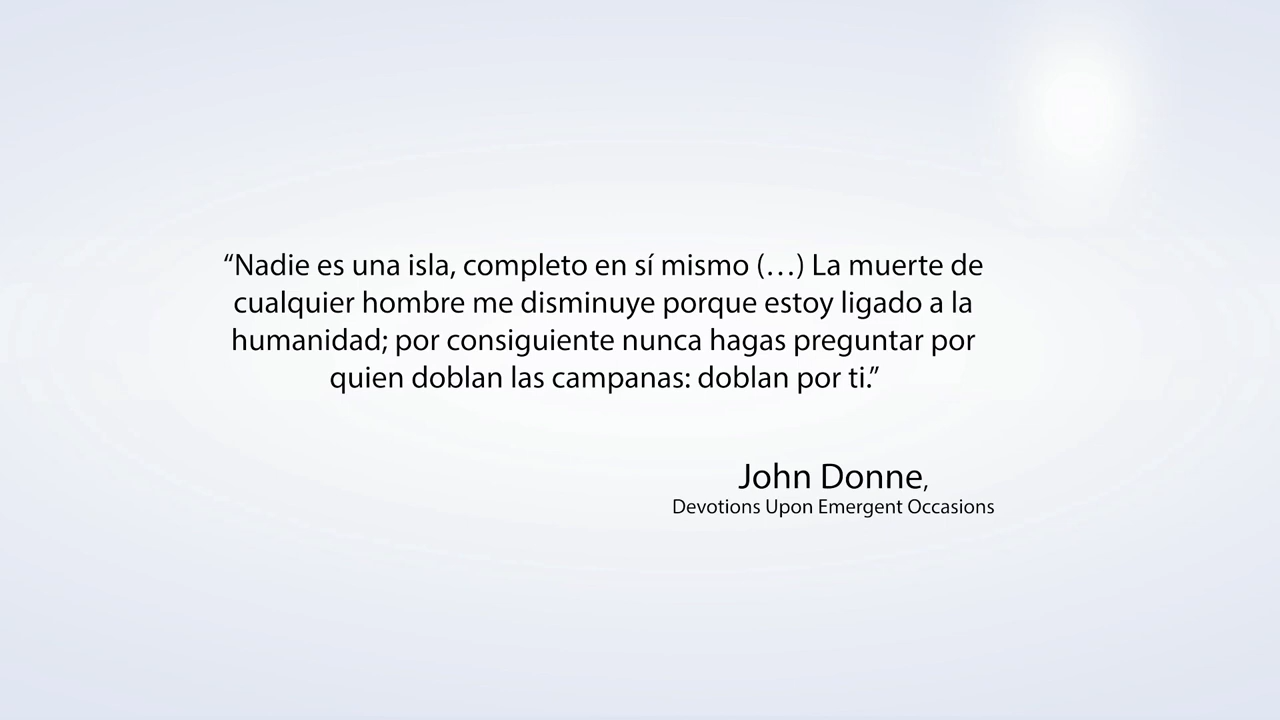 “Nadie es una isla, completo en sí mismo (…) La muerte de
cualquier hombre me disminuye porque estoy ligado a la
humanidad; por consiguiente nunca hagas preguntar por
quien doblan las campanas: doblan por ti.”
John Donne,
Devotions Upon Emergent Occasions